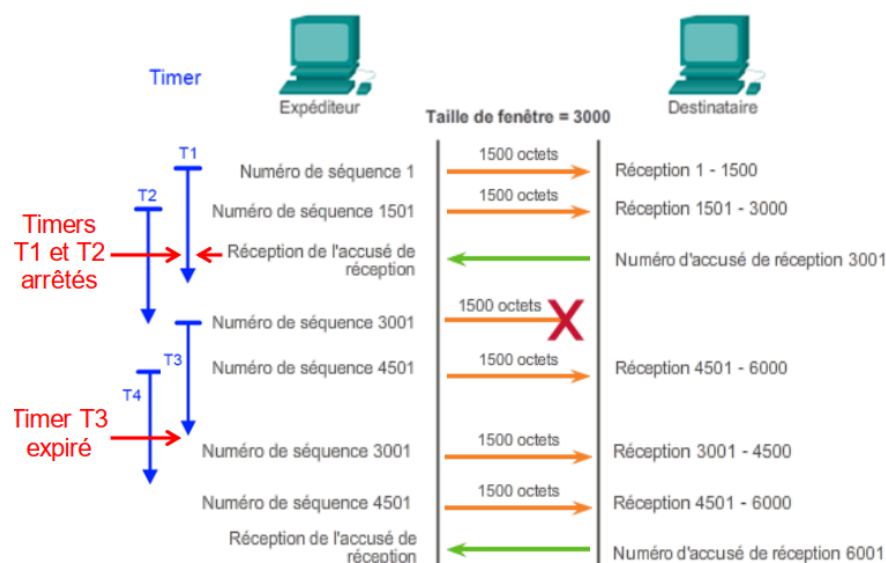 Timer
Expéditeur
Destinataire
Taille de fenêtre = 3000
T1
Numéro de séquence 1
1500 octets
Réception 1 - 1500
T2
Numéro de séquence 1501
1500 octets
Réception 1501 - 3000
Timers
T1 et T2
arrêtés
Réception de l'accusé de
réception
Numéro d'accusé de réception 3001
Numéro de séquence 3001
1500 octets
X
T3
Numéro de séquence 4501
1500 octets
Réception 4501 - 6000
T4
Timer T3
expiré
Numéro de séquence 3001
1500 octets
Réception 3001 - 4500
Numéro de séquence 4501
1500 octets
Réception 4501 - 6000
Réception de l'accusé de
réception
Numéro d'accusé de réception 6001